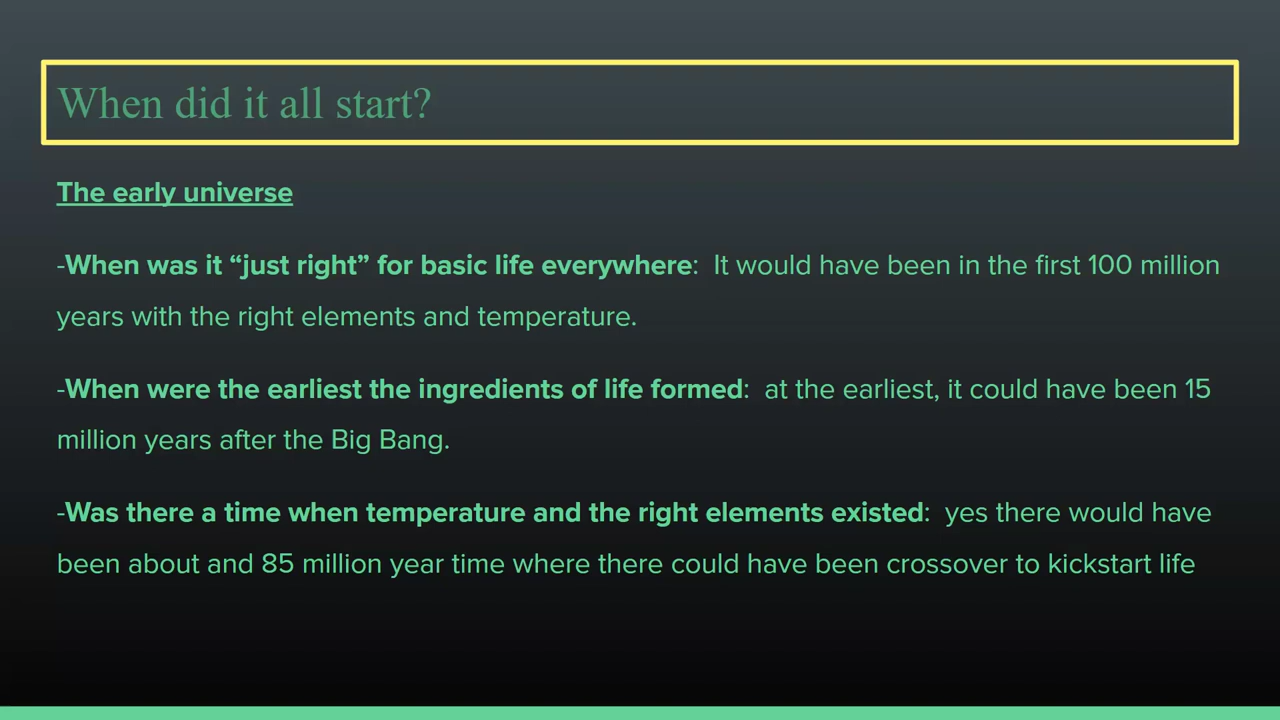 When did it all start?
The early universe
-When was it “just right” for basic life everywhere:  It would have been in the first 100 million
years with the right elements and temperature.
-When were the earliest the ingredients of life formed:  at the earliest, it could have been 15
million years after the Big Bang.
-Was there a time when temperature and the right elements existed:  yes there would have
been about and 85 million year time where there could have been crossover to kickstart life